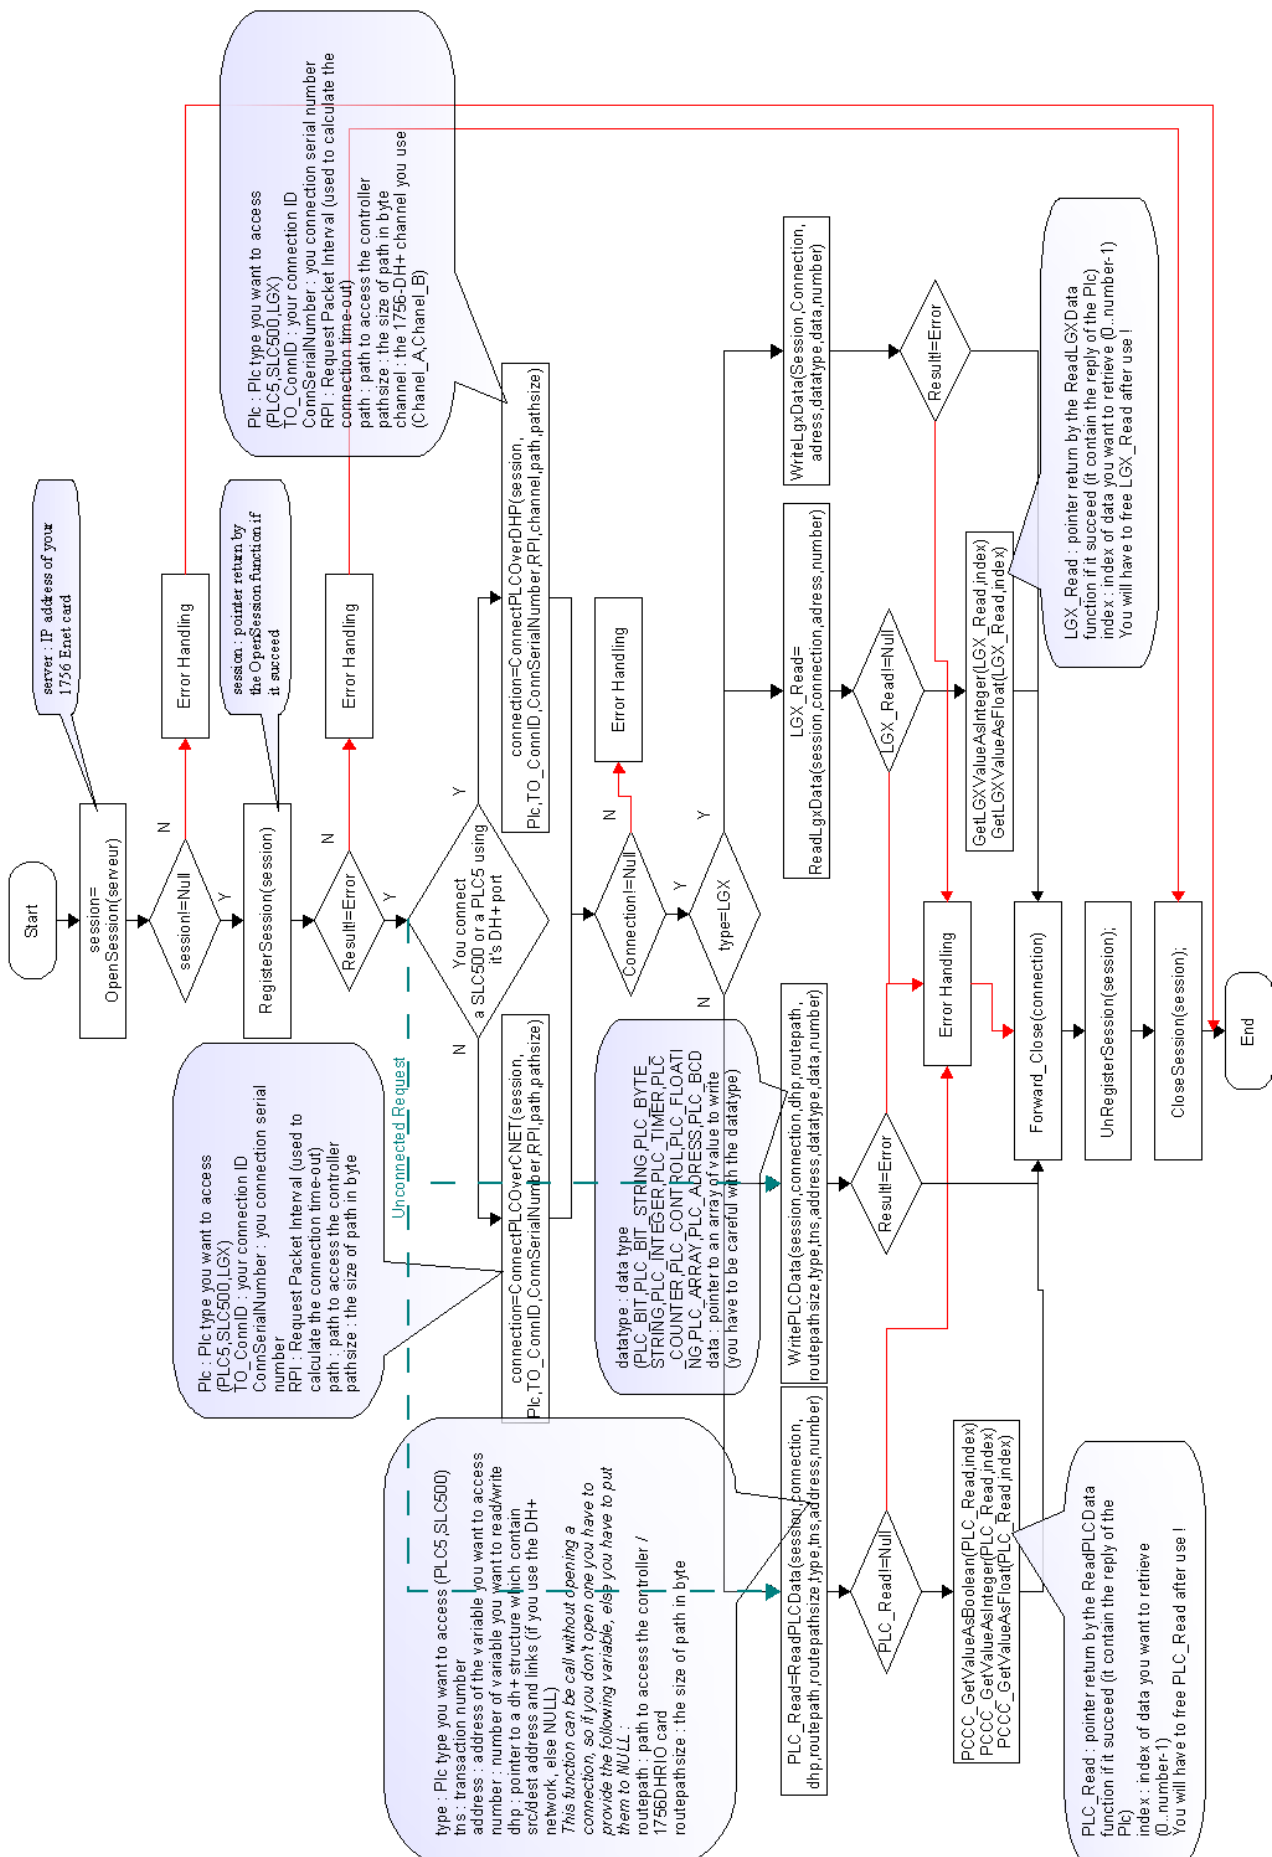 Start
server : IP address of your
1756 Enet card
session=
OpenSession(serveur)
session!=Null
N
Error Handling
Y
session : pointer return by
the OpenSession function if
it succeed
RegisterSession(session)
Result!=Error
N
Error Handling
Y
Plc : Plc type you want to access
(PLC5,SLC500,LGX)
TO_ConnID : your connection ID
ConnSerialNumber : you connection serial number
RPI : Request Packet Interval (used to calculate the
connection time-out)
path : path to access the controller
pathsize : the size of path in byte
channel : the 1756-DH+ channel you use
(Chanel_A,Chanel_B)
Plc : Plc type you want to access
(PLC5,SLC500,LGX)
TO_ConnID : your connection ID
ConnSerialNumber : you connection serial
number
RPI : Request Packet Interval (used to
calculate the connection time-out)
path : path to access the controller
pathsize : the size of path in byte
Unconnected Request
You connect
a SLC500 or a PLC5 using
it's DH+ port
N
Y
connection=ConnectPLCOverCNET(session,
Plc,TO_ConnID,ConnSerialNumber,RPI,path,pathsize)
connection=ConnectPLCOverDHP(session,
Plc,TO_ConnID,ConnSerialNumber,RPI,channel,path,pathsize)
Connection!=Null
N
Error Handling
Y
type=LGX
N
Y
type : Plc type you want to access (PLC5,SLC500)
tns : transaction number
address : address of the variable you want to access
number : number of variable you want to read/write
dhp : pointer to a dh+ structure which contain
src/dest address and links (if you use the DH+
network, else NULL)
This function can be call without opening a
connection, so if you don't open one you have to
provide the following variable, else you have to put
them to NULL :
routepath : path to access the controller /
1756DHRIO card
routepathsize : the size of path in byte
datatype : data type
(PLC_BIT,PLC_BIT_STRING,PLC_BYTE_
STRING,PLC_INTEGER,PLC_TIMER,PLC_
COUNTER,PLC_CONTROL,PLC_FLOATI
NG,PLC_ARRAY,PLC_ADRESS,PLC_BCD
data : pointer to an array of value to write
(you have to be careful with the datatype)
PLC_Read=ReadPLCData(session,connection,
dhp,routepath,routepathsize,type,tns,address,number)
WritePLCData(session,connection,dhp,routepath,
routepathsize,type,tns,address,datatype,data,number)
LGX_Read=
ReadLgxData(session,connection,adress,number)
WriteLgxData(Session,Connection,
adress,datatype,data,number)
PLC_Read!=Null
Result!=Error
LGX_Read!=Null
Result!=Error
Error Handling
PCCC_GetValueAsBoolean(PLC_Read,index)
PCCC_GetValueAsInteger(PLC_Read,index)
PCCC_GetValueAsFloat(PLC_Read,index)
GetLGXValueAsInteger(LGX_Read,index)
GetLGXValueAsFloat(LGX_Read,index)
PLC_Read : pointer return by the ReadPLCData
function if it succeed (it contain the reply of the
Plc)
index : index of data you want to retrieve
(0..number-1)
You will have to free PLC_Read after use !
LGX_Read : pointer return by the ReadLGXData
function if it succeed (it contain the reply of the Plc)
index : index of data you want to retrieve (0..number-1)
You will have to free LGX_Read after use !
Forward_Close(connection)
UnRegisterSession(session);
CloseSession(session);
End